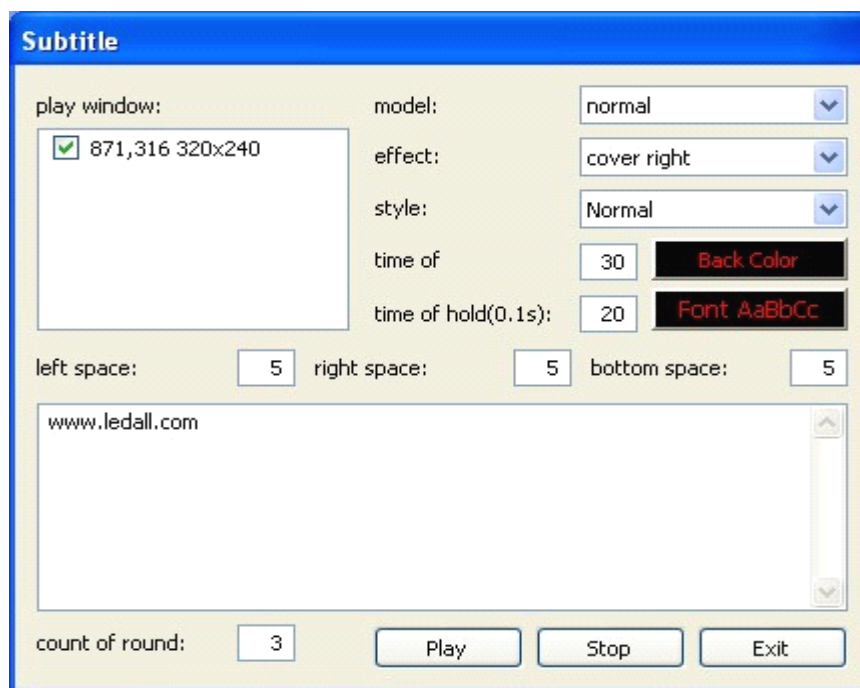 Subtitle
play window:
871,316 320x240
model: normal
effect: cover right
style: Normal
time of 30 Back Color
time of hold(0.1s): 20 Font AaBbCc
left space: 5 right space: 5 bottom space: 5
www.ledall.com
count of round: 3 Play Stop Exit